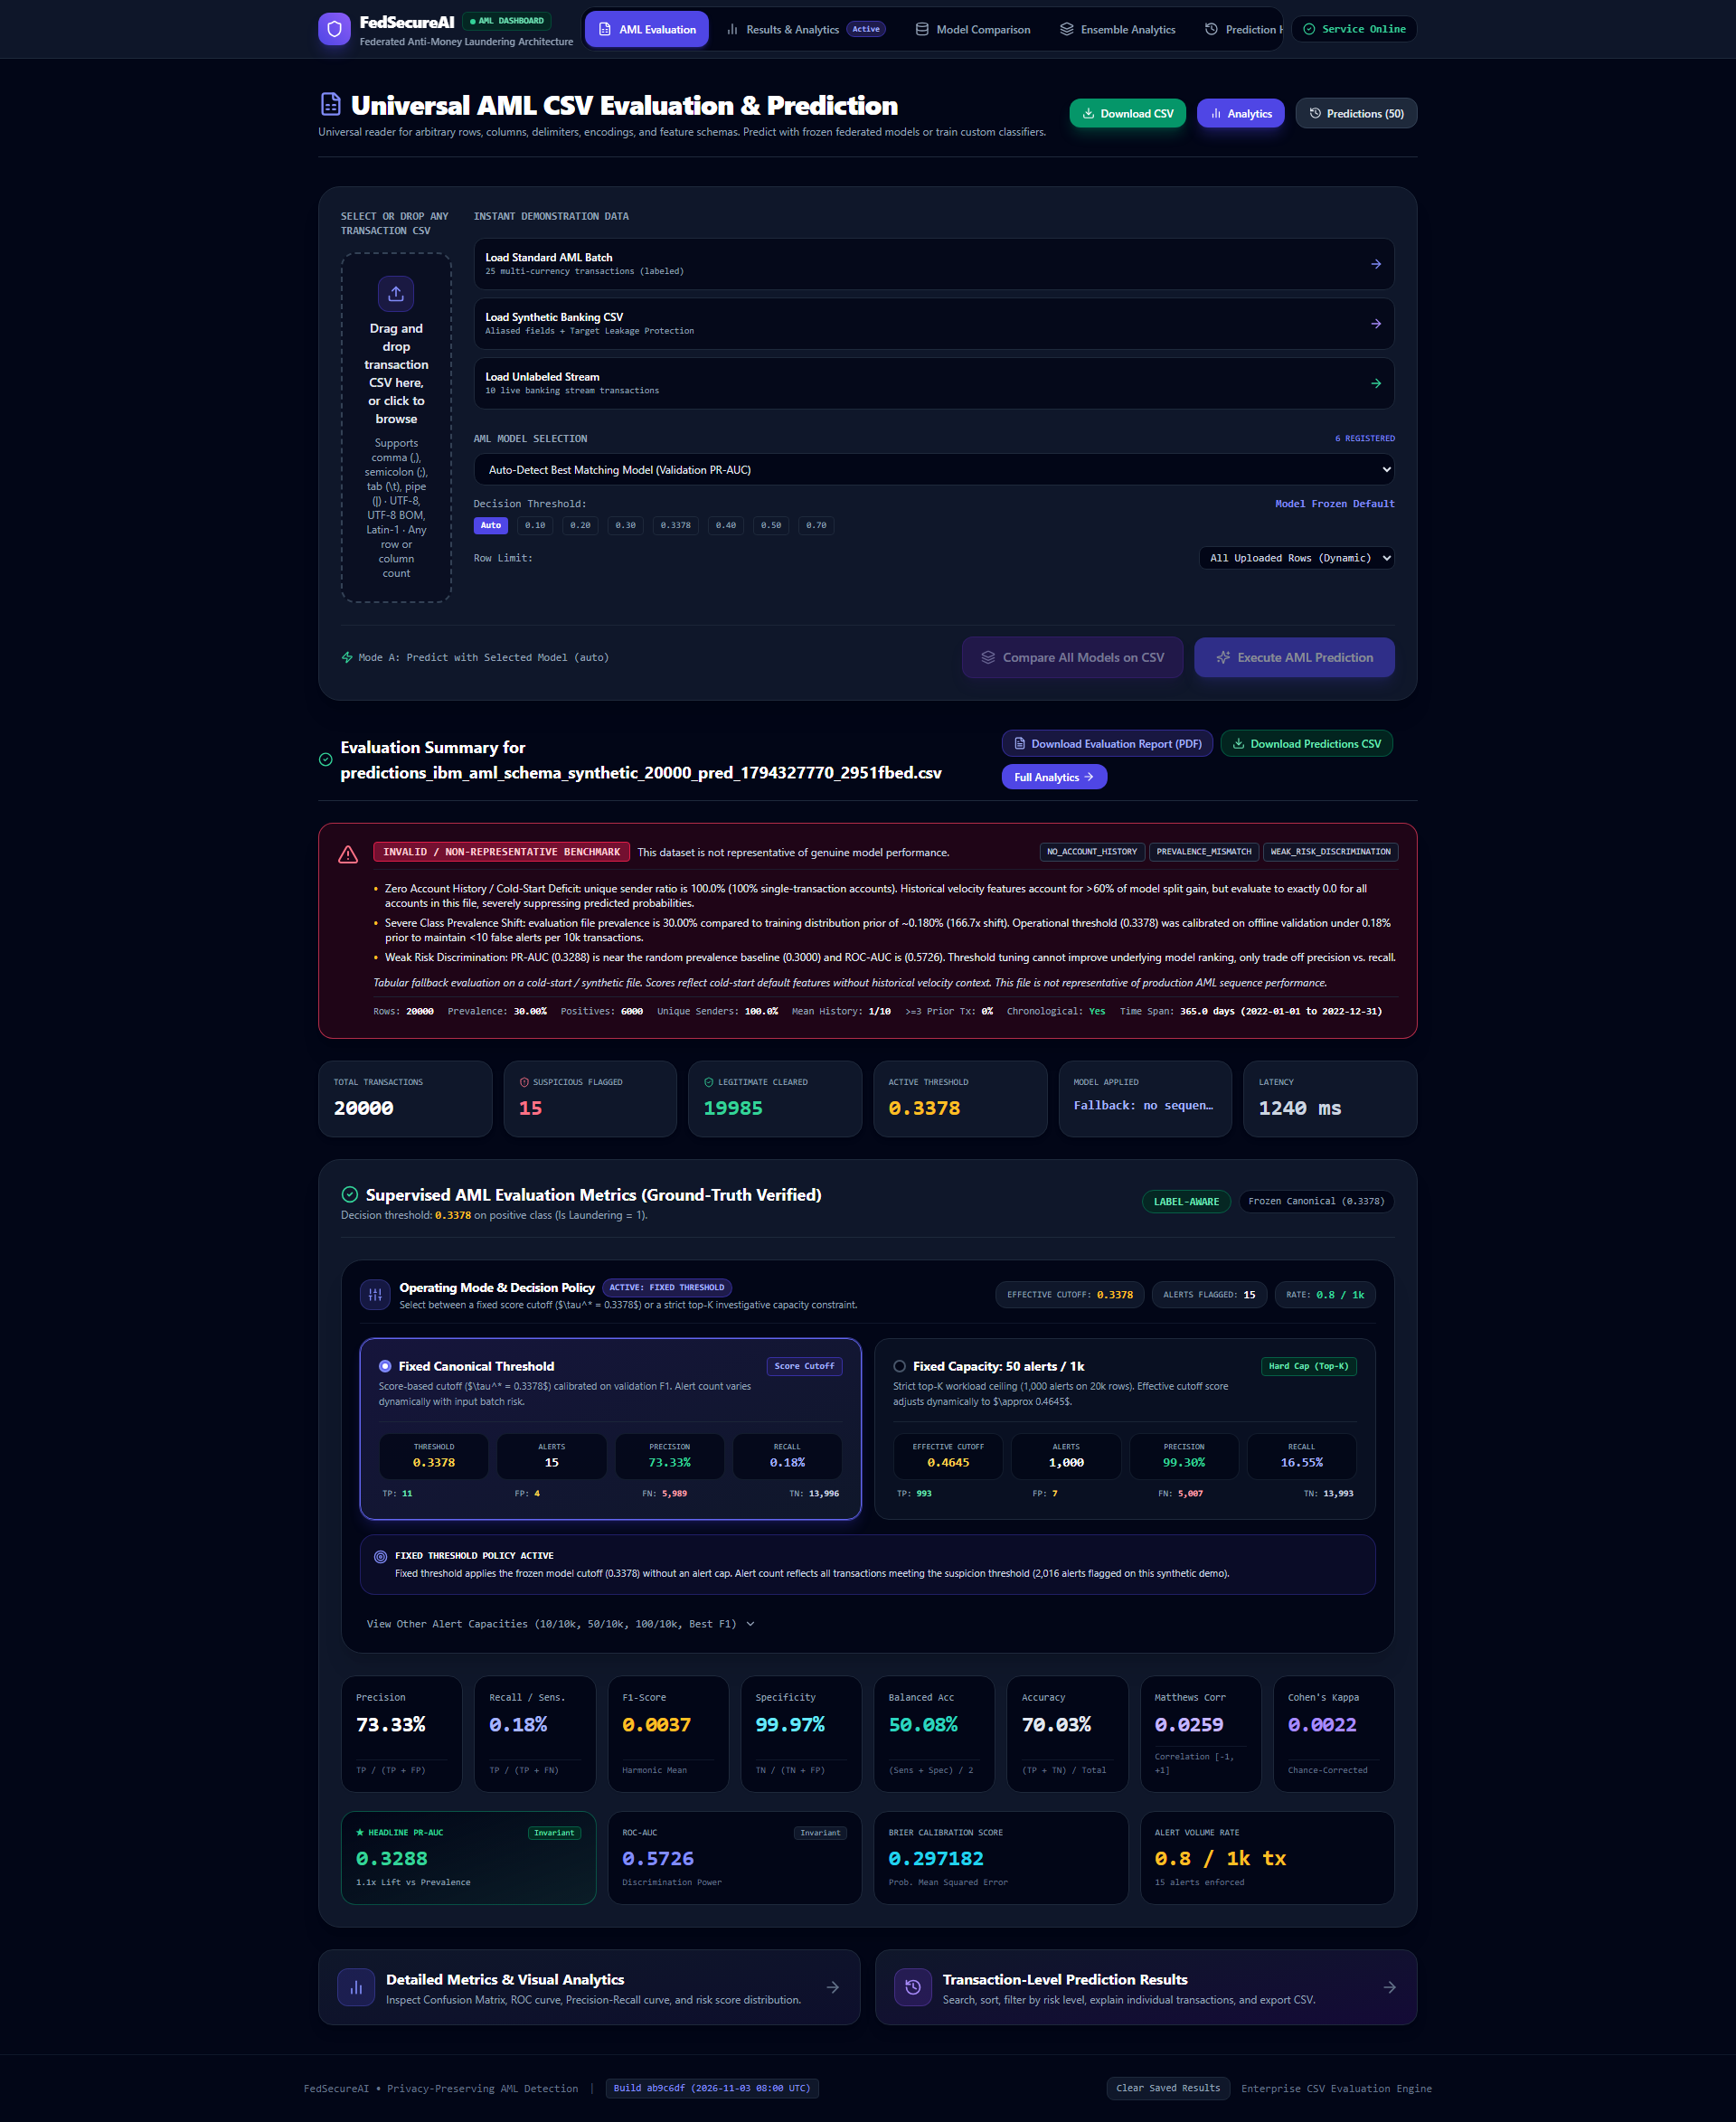 FedSecureAI
AML DASHBOARD
Federated Anti-Money Laundering Architecture
AML Evaluation
Results & Analytics
Active
Model Comparison
Ensemble Analytics
Prediction H
Service Online
Universal AML CSV Evaluation & Prediction
Universal reader for arbitrary rows, columns, delimiters, encodings, and feature schemas. Predict with frozen federated models or train custom classifiers.
Download CSV
Analytics
Predictions (50)
SELECT OR DROP ANY
TRANSACTION CSV
Drag and
drop
transaction
CSV here,
or click to
browse
Supports
comma (,),
semicolon (;),
tab (\t), pipe
(|) · UTF-8,
UTF-8 BOM,
Latin-1 · Any
row or
column
count
INSTANT DEMONSTRATION DATA
Load Standard AML Batch
25 multi-currency transactions (labeled)
Load Synthetic Banking CSV
Aliased fields + Target Leakage Protection
Load Unlabeled Stream
10 live banking stream transactions
AML MODEL SELECTION
6 REGISTERED
Auto-Detect Best Matching Model (Validation PR-AUC)
Decision Threshold:
Model Frozen Default
Auto
0.10
0.20
0.30
0.3378
0.40
0.50
0.70
Row Limit:
All Uploaded Rows (Dynamic)
Mode A: Predict with Selected Model (auto)
Compare All Models on CSV
Execute AML Prediction
Evaluation Summary for
predictions_ibm_aml_schema_synthetic_20000_pred_1794327770_2951fbed.csv
Download Evaluation Report (PDF)
Download Predictions CSV
Full Analytics
INVALID / NON-REPRESENTATIVE BENCHMARK
This dataset is not representative of genuine model performance.
NO_ACCOUNT_HISTORY
PREVALENCE_MISMATCH
WEAK_RISK_DISCRIMINATION
• Zero Account History / Cold-Start Deficit: unique sender ratio is 100.0% (100% single-transaction accounts). Historical velocity features account for >60% of model split gain, but evaluate to exactly 0.0 for all
accounts in this file, severely suppressing predicted probabilities.
• Severe Class Prevalence Shift: evaluation file prevalence is 30.00% compared to training distribution prior of ~0.180% (166.7x shift). Operational threshold (0.3378) was calibrated on offline validation under 0.18%
prior to maintain <10 false alerts per 10k transactions.
• Weak Risk Discrimination: PR-AUC (0.3288) is near the random prevalence baseline (0.3000) and ROC-AUC is (0.5726). Threshold tuning cannot improve underlying model ranking, only trade off precision vs. recall.
Tabular fallback evaluation on a cold-start / synthetic file. Scores reflect cold-start default features without historical velocity context. This file is not representative of production AML sequence performance.
Rows: 20000 Prevalence: 30.00% Positives: 6000 Unique Senders: 100.0% Mean History: 1/10 >=3 Prior Tx: 0% Chronological: Yes Time Span: 365.0 days (2022-01-01 to 2022-12-31)
TOTAL TRANSACTIONS
20000
SUSPICIOUS FLAGGED
15
LEGITIMATE CLEARED
19985
ACTIVE THRESHOLD
0.3378
MODEL APPLIED
Fallback: no sequen…
LATENCY
1240 ms
Supervised AML Evaluation Metrics (Ground-Truth Verified)
Decision threshold: 0.3378 on positive class (Is Laundering = 1).
LABEL-AWARE
Frozen Canonical (0.3378)
Operating Mode & Decision Policy
ACTIVE: FIXED THRESHOLD
Select between a fixed score cutoff ($\tau^* = 0.3378$) or a strict top-K investigative capacity constraint.
EFFECTIVE CUTOFF: 0.3378
ALERTS FLAGGED: 15
RATE: 0.8 / 1k
Fixed Canonical Threshold
Score Cutoff
Score-based cutoff ($\tau^* = 0.3378$) calibrated on validation F1. Alert count varies
dynamically with input batch risk.
THRESHOLD
0.3378
ALERTS
15
PRECISION
73.33%
RECALL
0.18%
TP: 11
FP: 4
FN: 5,989
TN: 13,996
Fixed Capacity: 50 alerts / 1k
Hard Cap (Top-K)
Strict top-K workload ceiling (1,000 alerts on 20k rows). Effective cutoff score
adjusts dynamically to $\approx 0.4645$.
EFFECTIVE CUTOFF
0.4645
ALERTS
1,000
PRECISION
99.30%
RECALL
16.55%
TP: 993
FP: 7
FN: 5,007
TN: 13,993
FIXED THRESHOLD POLICY ACTIVE
Fixed threshold applies the frozen model cutoff (0.3378) without an alert cap. Alert count reflects all transactions meeting the suspicion threshold (2,016 alerts flagged on this synthetic demo).
View Other Alert Capacities (10/10k, 50/10k, 100/10k, Best F1)
Precision
73.33%
TP / (TP + FP)
Recall / Sens.
0.18%
TP / (TP + FN)
F1-Score
0.0037
Harmonic Mean
Specificity
99.97%
TN / (TN + FP)
Balanced Acc
50.08%
(Sens + Spec) / 2
Accuracy
70.03%
(TP + TN) / Total
Matthews Corr
0.0259
Correlation [-1,
+1]
Cohen's Kappa
0.0022
Chance-Corrected
★ HEADLINE PR-AUC
Invariant
0.3288
1.1x Lift vs Prevalence
ROC-AUC
Invariant
0.5726
Discrimination Power
BRIER CALIBRATION SCORE
0.297182
Prob. Mean Squared Error
ALERT VOLUME RATE
0.8 / 1k tx
15 alerts enforced
Detailed Metrics & Visual Analytics
Inspect Confusion Matrix, ROC curve, Precision-Recall curve, and risk score distribution.
Transaction-Level Prediction Results
Search, sort, filter by risk level, explain individual transactions, and export CSV.
FedSecureAI • Privacy-Preserving AML Detection | Build ab9c6df (2026-11-03 08:00 UTC)
Clear Saved Results
Enterprise CSV Evaluation Engine